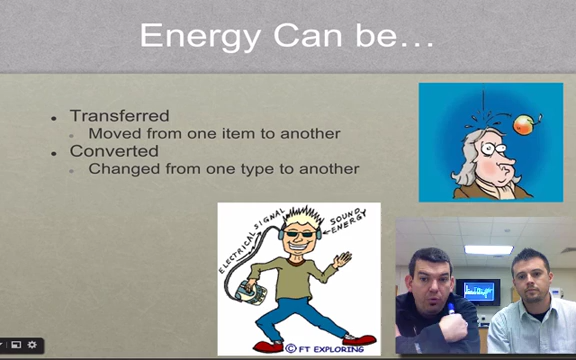 Energy Can be...
Transferred
Moved from one item to another
Converted
Changed from one type to another
ELECTRICAL SIGNAL
SOUND ENERGY
© FT EXPLORING